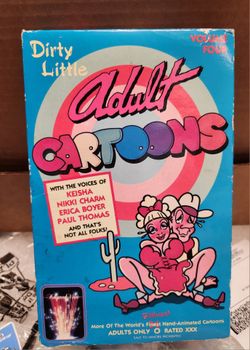 Dirty
Little
VOLUME
FOUR
adult
CARTOONS
WITH THE VOICES OF
KEISHA
NIKKI CHARM
ERICA BOYER
PAUL THOMAS
AND THAT'S
NOT ALL FOLKS!
More Of The World's Finest Hand-Animated Cartoons
ADULTS ONLY RATED XXX